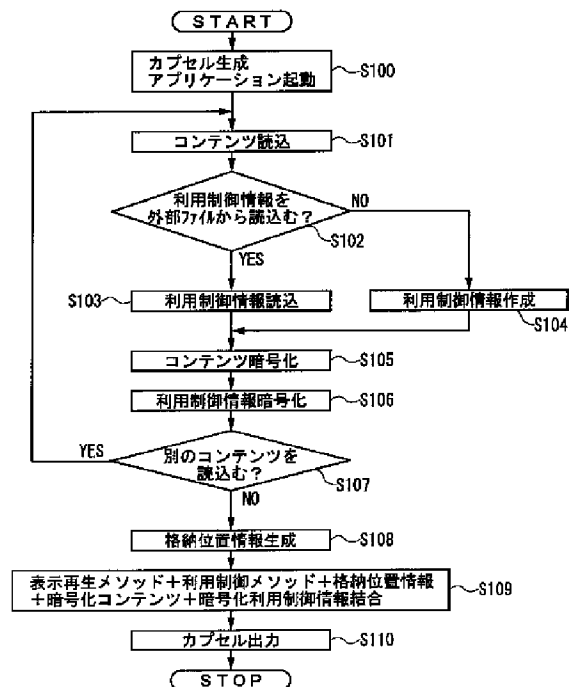 START
カプセル生成
アプリケーション起動
S100
コンテンツ読込
S101
利用制御情報を
外部ファイルから読込む？
NO
S102
YES
S103
利用制御情報読込
利用制御情報作成
S104
コンテンツ暗号化
S105
利用制御情報暗号化
S106
YES
別のコンテンツを
読込む？
S107
NO
格納位置情報生成
S108
表示再生メソッド＋利用制御メソッド＋格納位置情報
＋暗号化コンテンツ＋暗号化利用制御情報結合
S109
カプセル出力
S110
STOP